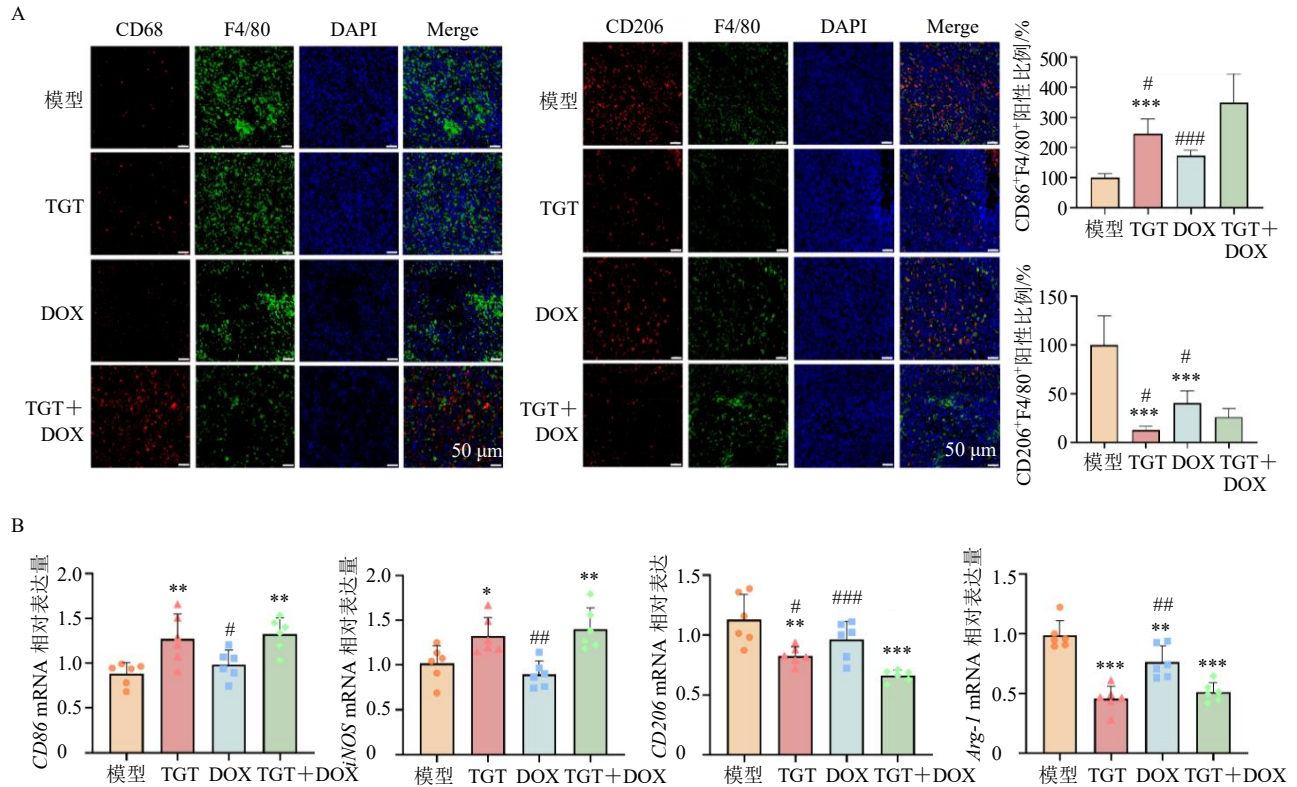 A
CD68 F4/80 DAPI Merge
模型
TGT
DOX
TGT+
DOX
50 μm
CD206 F4/80 DAPI Merge
模型
TGT
DOX
TGT+
DOX
50 μm
CD86⁺F4/80⁺阳性比例/%
500
400
300
200
100
0
#
***
###
模型 TGT DOX TGT+
DOX
CD206⁺F4/80⁺阳性比例/%
150
100
50
0
#
***
#
***
模型 TGT DOX TGT+
DOX
B
CD86 mRNA 相对表达量
2.0
1.5
1.0
0.5
0
**
#
**
模型 TGT DOX TGT+DOX
iNOS mRNA 相对表达量
2.0
1.5
1.0
0.5
0
*
##
**
模型 TGT DOX TGT+DOX
CD206 mRNA 相对表达
1.5
1.0
0.5
0
#
**
###
***
模型 TGT DOX TGT+DOX
Arg-1 mRNA 相对表达量
1.5
1.0
0.5
0
***
##
**
***
模型 TGT DOX TGT+DOX